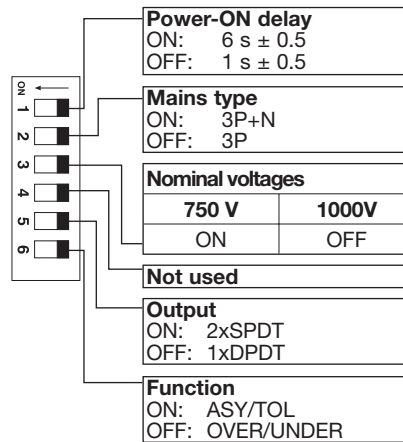 Power-ON delay
ON: 6 s ± 0.5
OFF: 1 s ± 0.5
ON
1
2
3
4
5
6
Mains type
ON: 3P+N
OFF: 3P
Nominal voltages
750 V 1000V
ON OFF
Not used
Output
ON: 2xSPDT
OFF: 1xDPDT
Function
ON: ASY/TOL
OFF: OVER/UNDER